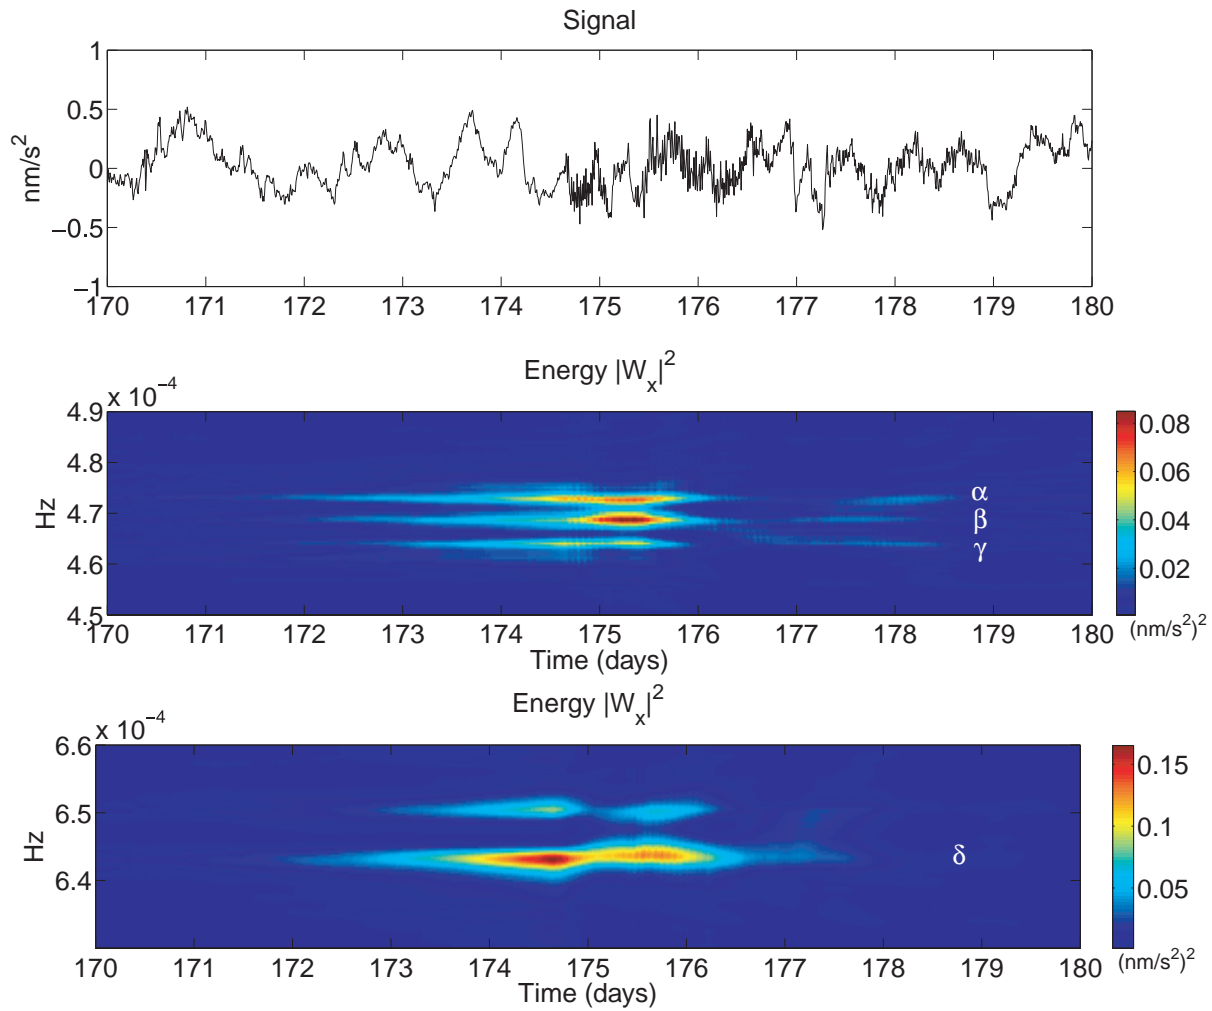 Signal
1
0.5
0
−0.5
−1
nm/s²
170 171 172 173 174 175 176 177 178 179 180
Energy |Wₓ|²
x 10⁻⁴
4.9
4.8
4.7
4.6
4.5
Hz
α
β
γ
0.08
0.06
0.04
0.02
(nm/s²)²
170 171 172 173 174 175 176 177 178 179 180
Time (days)
Energy |Wₓ|²
x 10⁻⁴
6.6
6.5
6.4
Hz
δ
0.15
0.1
0.05
(nm/s²)²
170 171 172 173 174 175 176 177 178 179 180
Time (days)